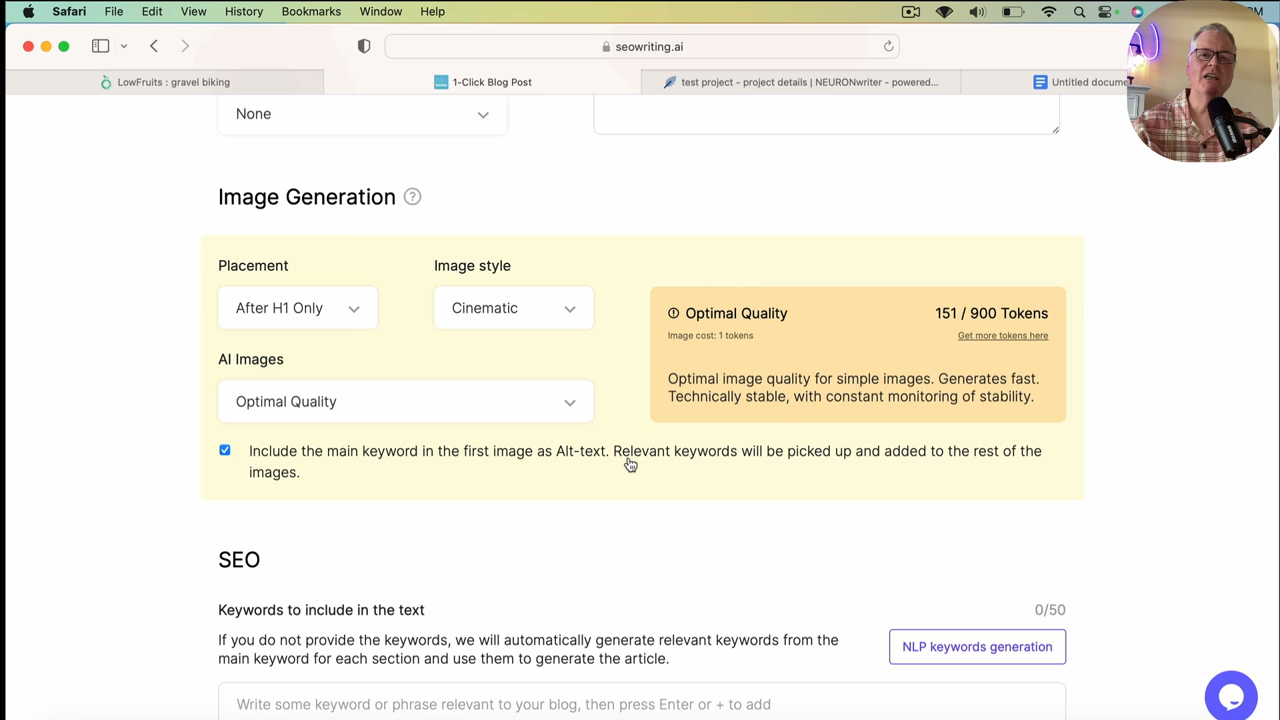 Safari File Edit View History Bookmarks Window Help
seowriting.ai
LowFruits : gravel biking
1-Click Blog Post
test project - project details | NEURONwriter - powered...
Untitled docume
None
Image Generation ?
Placement
Image style
After H1 Only
Cinematic
Optimal Quality
151 / 900 Tokens
Image cost: 1 tokens
Get more tokens here
AI Images
Optimal image quality for simple images. Generates fast.
Technically stable, with constant monitoring of stability.
Optimal Quality
Include the main keyword in the first image as Alt-text. Relevant keywords will be picked up and added to the rest of the
images.
SEO
Keywords to include in the text
0/50
If you do not provide the keywords, we will automatically generate relevant keywords from the
main keyword for each section and use them to generate the article.
NLP keywords generation
Write some keyword or phrase relevant to your blog, then press Enter or + to add